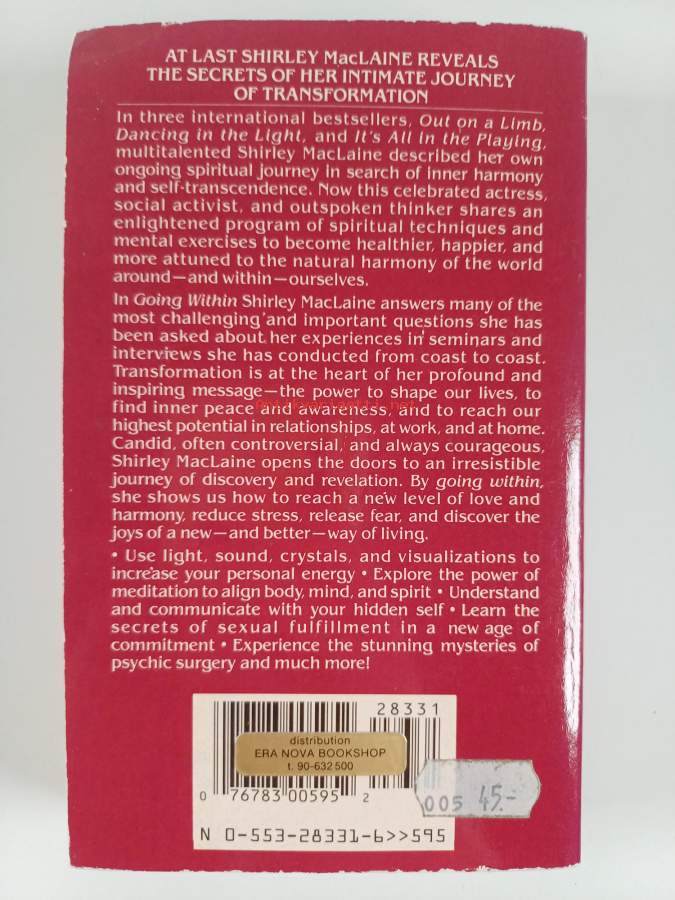 AT LAST SHIRLEY MacLAINE REVEALS
THE SECRETS OF HER INTIMATE JOURNEY
OF TRANSFORMATION
In three international bestsellers, Out on a Limb,
Dancing in the Light, and It's All in the Playing,
multitalented Shirley MacLaine described her own
ongoing spiritual journey in search of inner harmony
and self-transcendence. Now this celebrated actress,
social activist, and outspoken thinker shares an
enlightened program of spiritual techniques and
mental exercises to become healthier, happier, and
more attuned to the natural harmony of the world
around—and within—ourselves.
In Going Within Shirley MacLaine answers many of the
most challenging and important questions she has
been asked about her experiences in seminars and
interviews she has conducted from coast to coast.
Transformation is at the heart of her profound and
inspiring message—the power to shape our lives, to
find inner peace and awareness, and to reach our
highest potential in relationships, at work, and at home.
Candid, often controversial, and always courageous,
Shirley MacLaine opens the doors to an irresistible
journey of discovery and revelation. By going within,
she shows us how to reach a new level of love and
harmony, reduce stress, release fear, and discover the
joys of a new—and better—way of living.
• Use light, sound, crystals, and visualizations to
increase your personal energy • Explore the power of
meditation to align body, mind, and spirit • Understand
and communicate with your hidden self • Learn the
secrets of sexual fulfillment in a new age of
commitment • Experience the stunning mysteries of
psychic surgery and much more!
28331
distribution
ERA NOVA BOOKSHOP
t. 90-632500
0 76783 00595 2
005 45.-
N 0-553-28331-6>>595